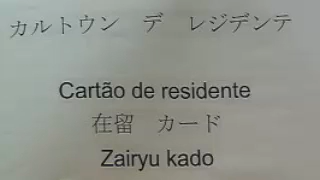 カルトウン　デ　レジデンテ
Cartão de residente
在留　カード
Zairyu kado